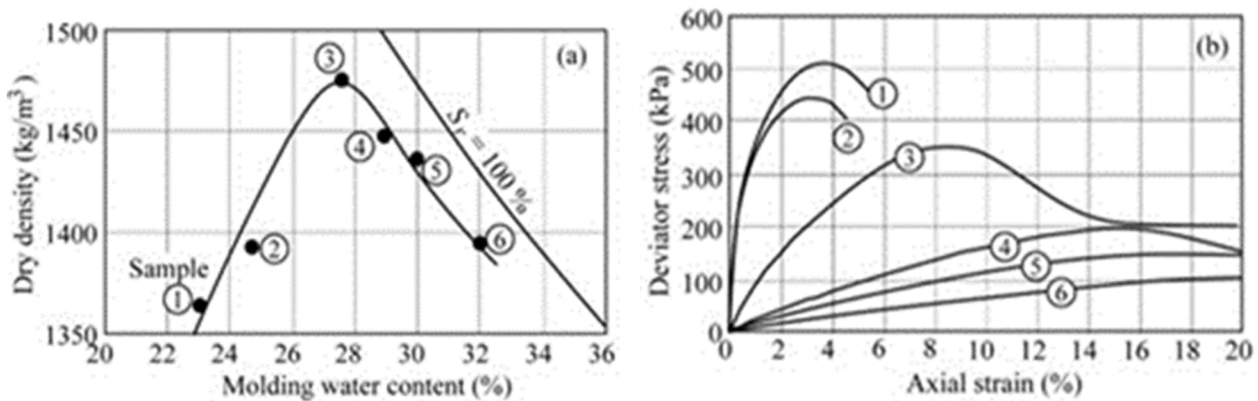 1500
1450
1400
1350
Dry density (kg/m³)
(a)
③
④
⑤
②
⑥
Sample
①
Sr = 100 %
20 22 24 26 28 30 32 34 36
Molding water content (%)
600
500
400
300
200
100
0
Deviator stress (kPa)
(b)
①
②
③
④
⑤
⑥
0 2 4 6 8 10 12 14 16 18 20
Axial strain (%)